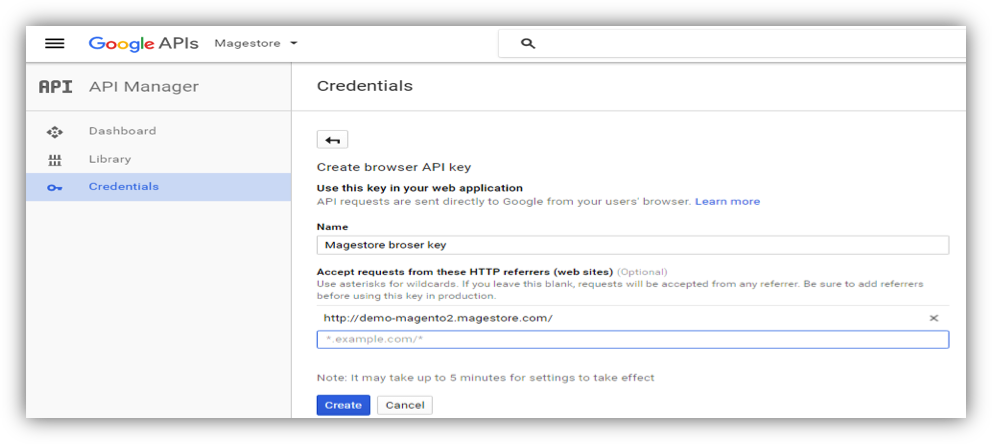 Google APIs Magestore
API API Manager
Credentials
Dashboard
Library
Credentials
Create browser API key
Use this key in your web application
API requests are sent directly to Google from your users' browser. Learn more
Name
Magestore broser key
Accept requests from these HTTP referrers (web sites) (Optional)
Use asterisks for wildcards. If you leave this blank, requests will be accepted from any referrer. Be sure to add referrers
before using this key in production.
http://demo-magento2.magestore.com/
*.example.com/*
Note: It may take up to 5 minutes for settings to take effect
Create Cancel